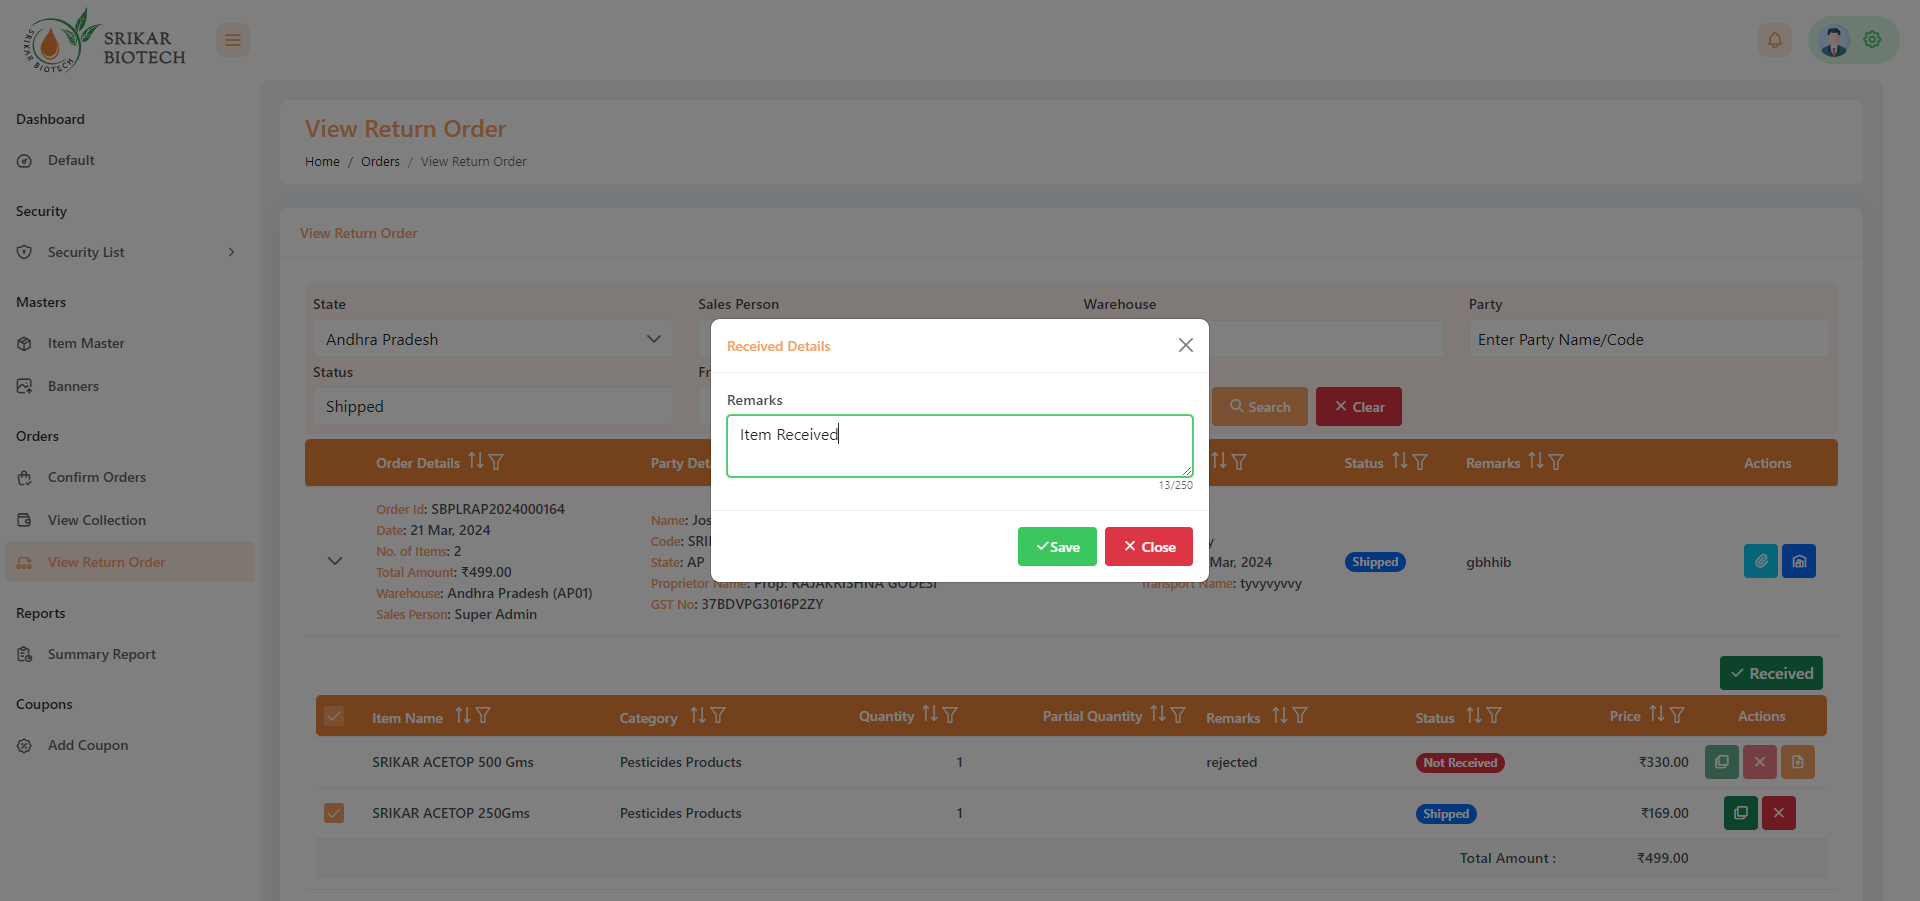 SRIKAR
BIOTECH
SRIKAR BIOTECH
Dashboard
Default
Security
Security List
Masters
Item Master
Banners
Orders
Confirm Orders
View Collection
View Return Order
Reports
Summary Report
Coupons
Add Coupon
View Return Order
Home / Orders / View Return Order
View Return Order
State Sales Person Warehouse Party
Andhra Pradesh Enter Party Name/Code
Status Fr
Shipped Search Clear
Received Details
Remarks
Item Received
13/250
Save Close
Order Details Party Det Status Remarks Actions
Order Id: SBPLRAP2024000164
Date: 21 Mar, 2024
No. of Items: 2
Total Amount: ₹499.00
Warehouse: Andhra Pradesh (AP01)
Sales Person: Super Admin
Name: Jos
Code: SRI
State: AP
Proprietor Name: Prop: RAJAKRISHNA GODESI
GST No: 37BDVPG3016P2ZY
y
Mar, 2024
Transport Name: tyvyvyvvy
Shipped
gbhhib
Received
Item Name Category Quantity Partial Quantity Remarks Status Price Actions
SRIKAR ACETOP 500 Gms Pesticides Products 1 rejected Not Received ₹330.00
SRIKAR ACETOP 250Gms Pesticides Products 1 Shipped ₹169.00
Total Amount : ₹499.00